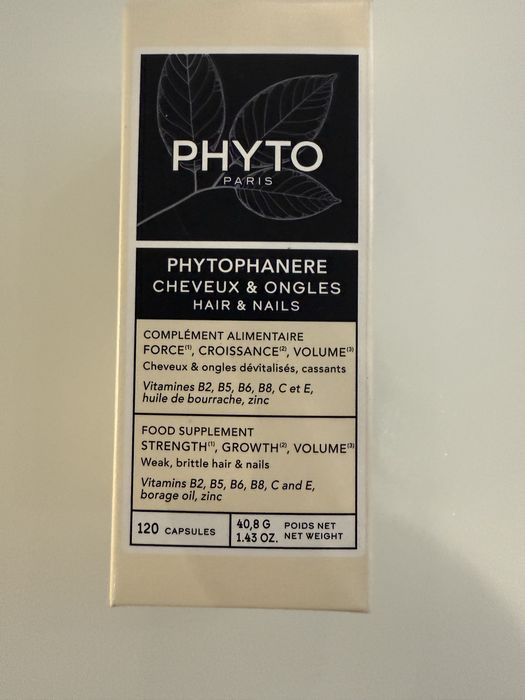 PHYTO
PARIS
PHYTOPHANERE
CHEVEUX & ONGLES
HAIR & NAILS
COMPLÉMENT ALIMENTAIRE
FORCE⁽¹⁾, CROISSANCE⁽²⁾, VOLUME⁽³⁾
Cheveux & ongles dévitalisés, cassants
Vitamines B2, B5, B6, B8, C et E,
huile de bourrache, zinc
FOOD SUPPLEMENT
STRENGTH⁽¹⁾, GROWTH⁽²⁾, VOLUME⁽³⁾
Weak, brittle hair & nails
Vitamins B2, B5, B6, B8, C and E,
borage oil, zinc
120 CAPSULES
40,8 G POIDS NET
1.43 OZ. NET WEIGHT